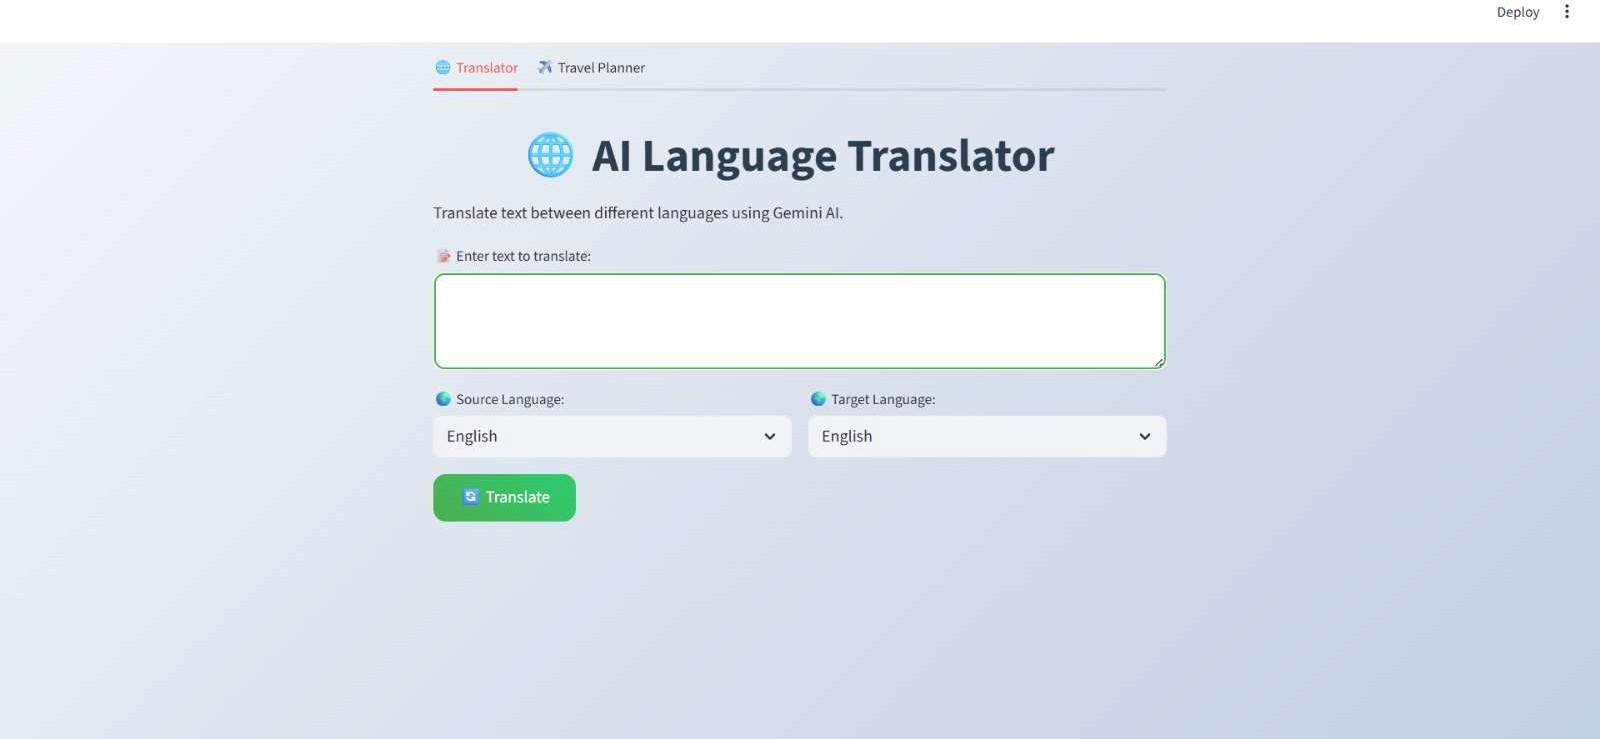 Deploy
Translator Travel Planner
AI Language Translator
Translate text between different languages using Gemini AI.
Enter text to translate:
Source Language: Target Language:
English English
Translate